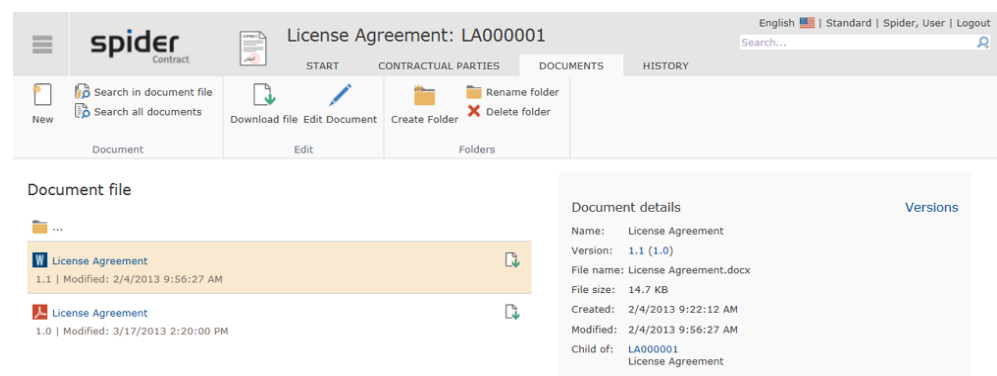 English | Standard | Spider, User | Logout
spider
Contract
License Agreement: LA000001
Search...
START CONTRACTUAL PARTIES DOCUMENTS HISTORY
New
Search in document file
Search all documents
Document
Download file Edit Document
Edit
Create Folder
Rename folder
Delete folder
Folders
Document file
...
License Agreement
1.1 | Modified: 2/4/2013 9:56:27 AM
License Agreement
1.0 | Modified: 3/17/2013 2:20:00 PM
Document details Versions
Name: License Agreement
Version: 1.1 (1.0)
File name: License Agreement.docx
File size: 14.7 KB
Created: 2/4/2013 9:22:12 AM
Modified: 2/4/2013 9:56:27 AM
Child of: LA000001
License Agreement